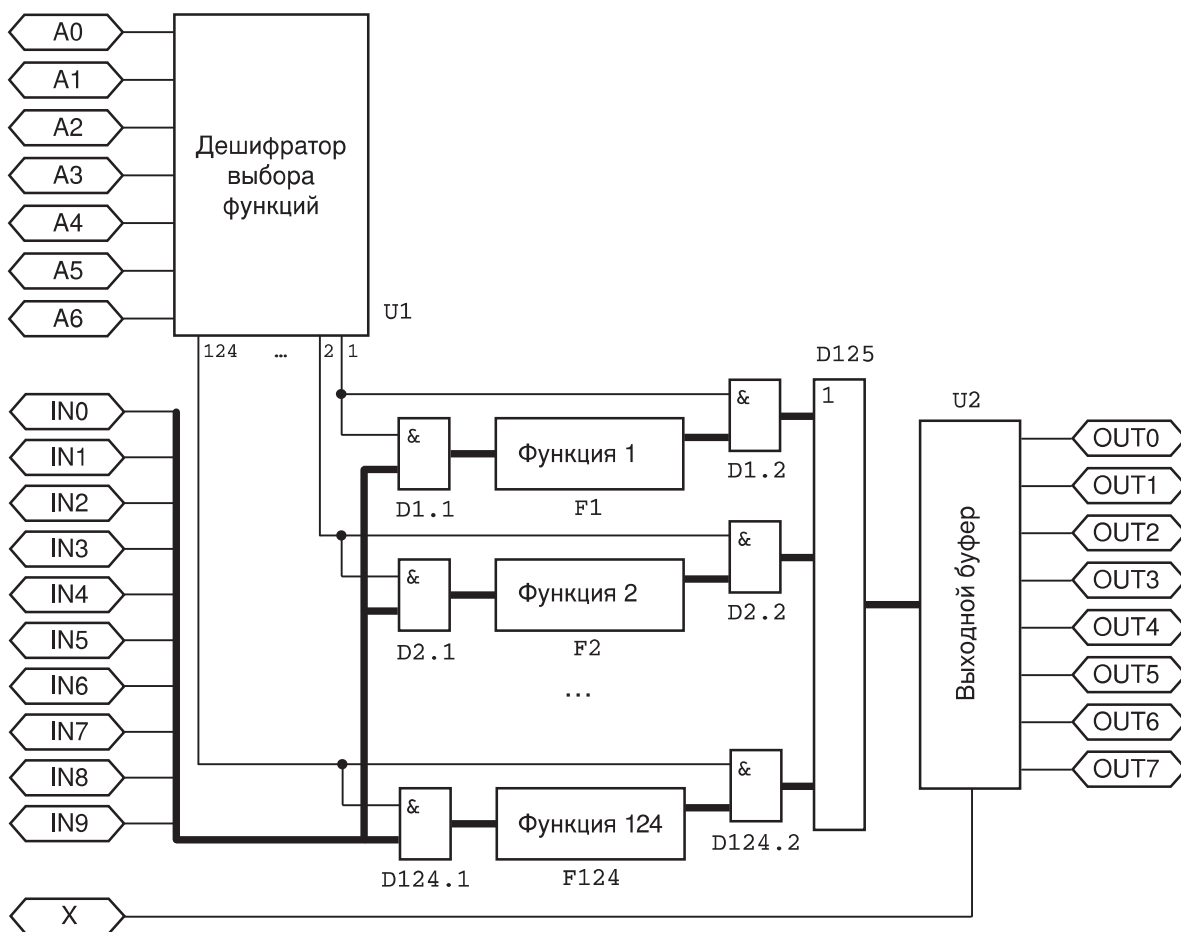 A0
A1
A2
A3
A4
A5
A6
Дешифратор
выбора
функций
U1
124 ... 2 1
IN0
IN1
IN2
IN3
IN4
IN5
IN6
IN7
IN8
IN9
X
&
D1.1
Функция 1
F1
&
D1.2
&
D2.1
Функция 2
F2
&
D2.2
...
&
D124.1
Функция 124
F124
&
D124.2
D125
1
U2
Выходной буфер
OUT0
OUT1
OUT2
OUT3
OUT4
OUT5
OUT6
OUT7